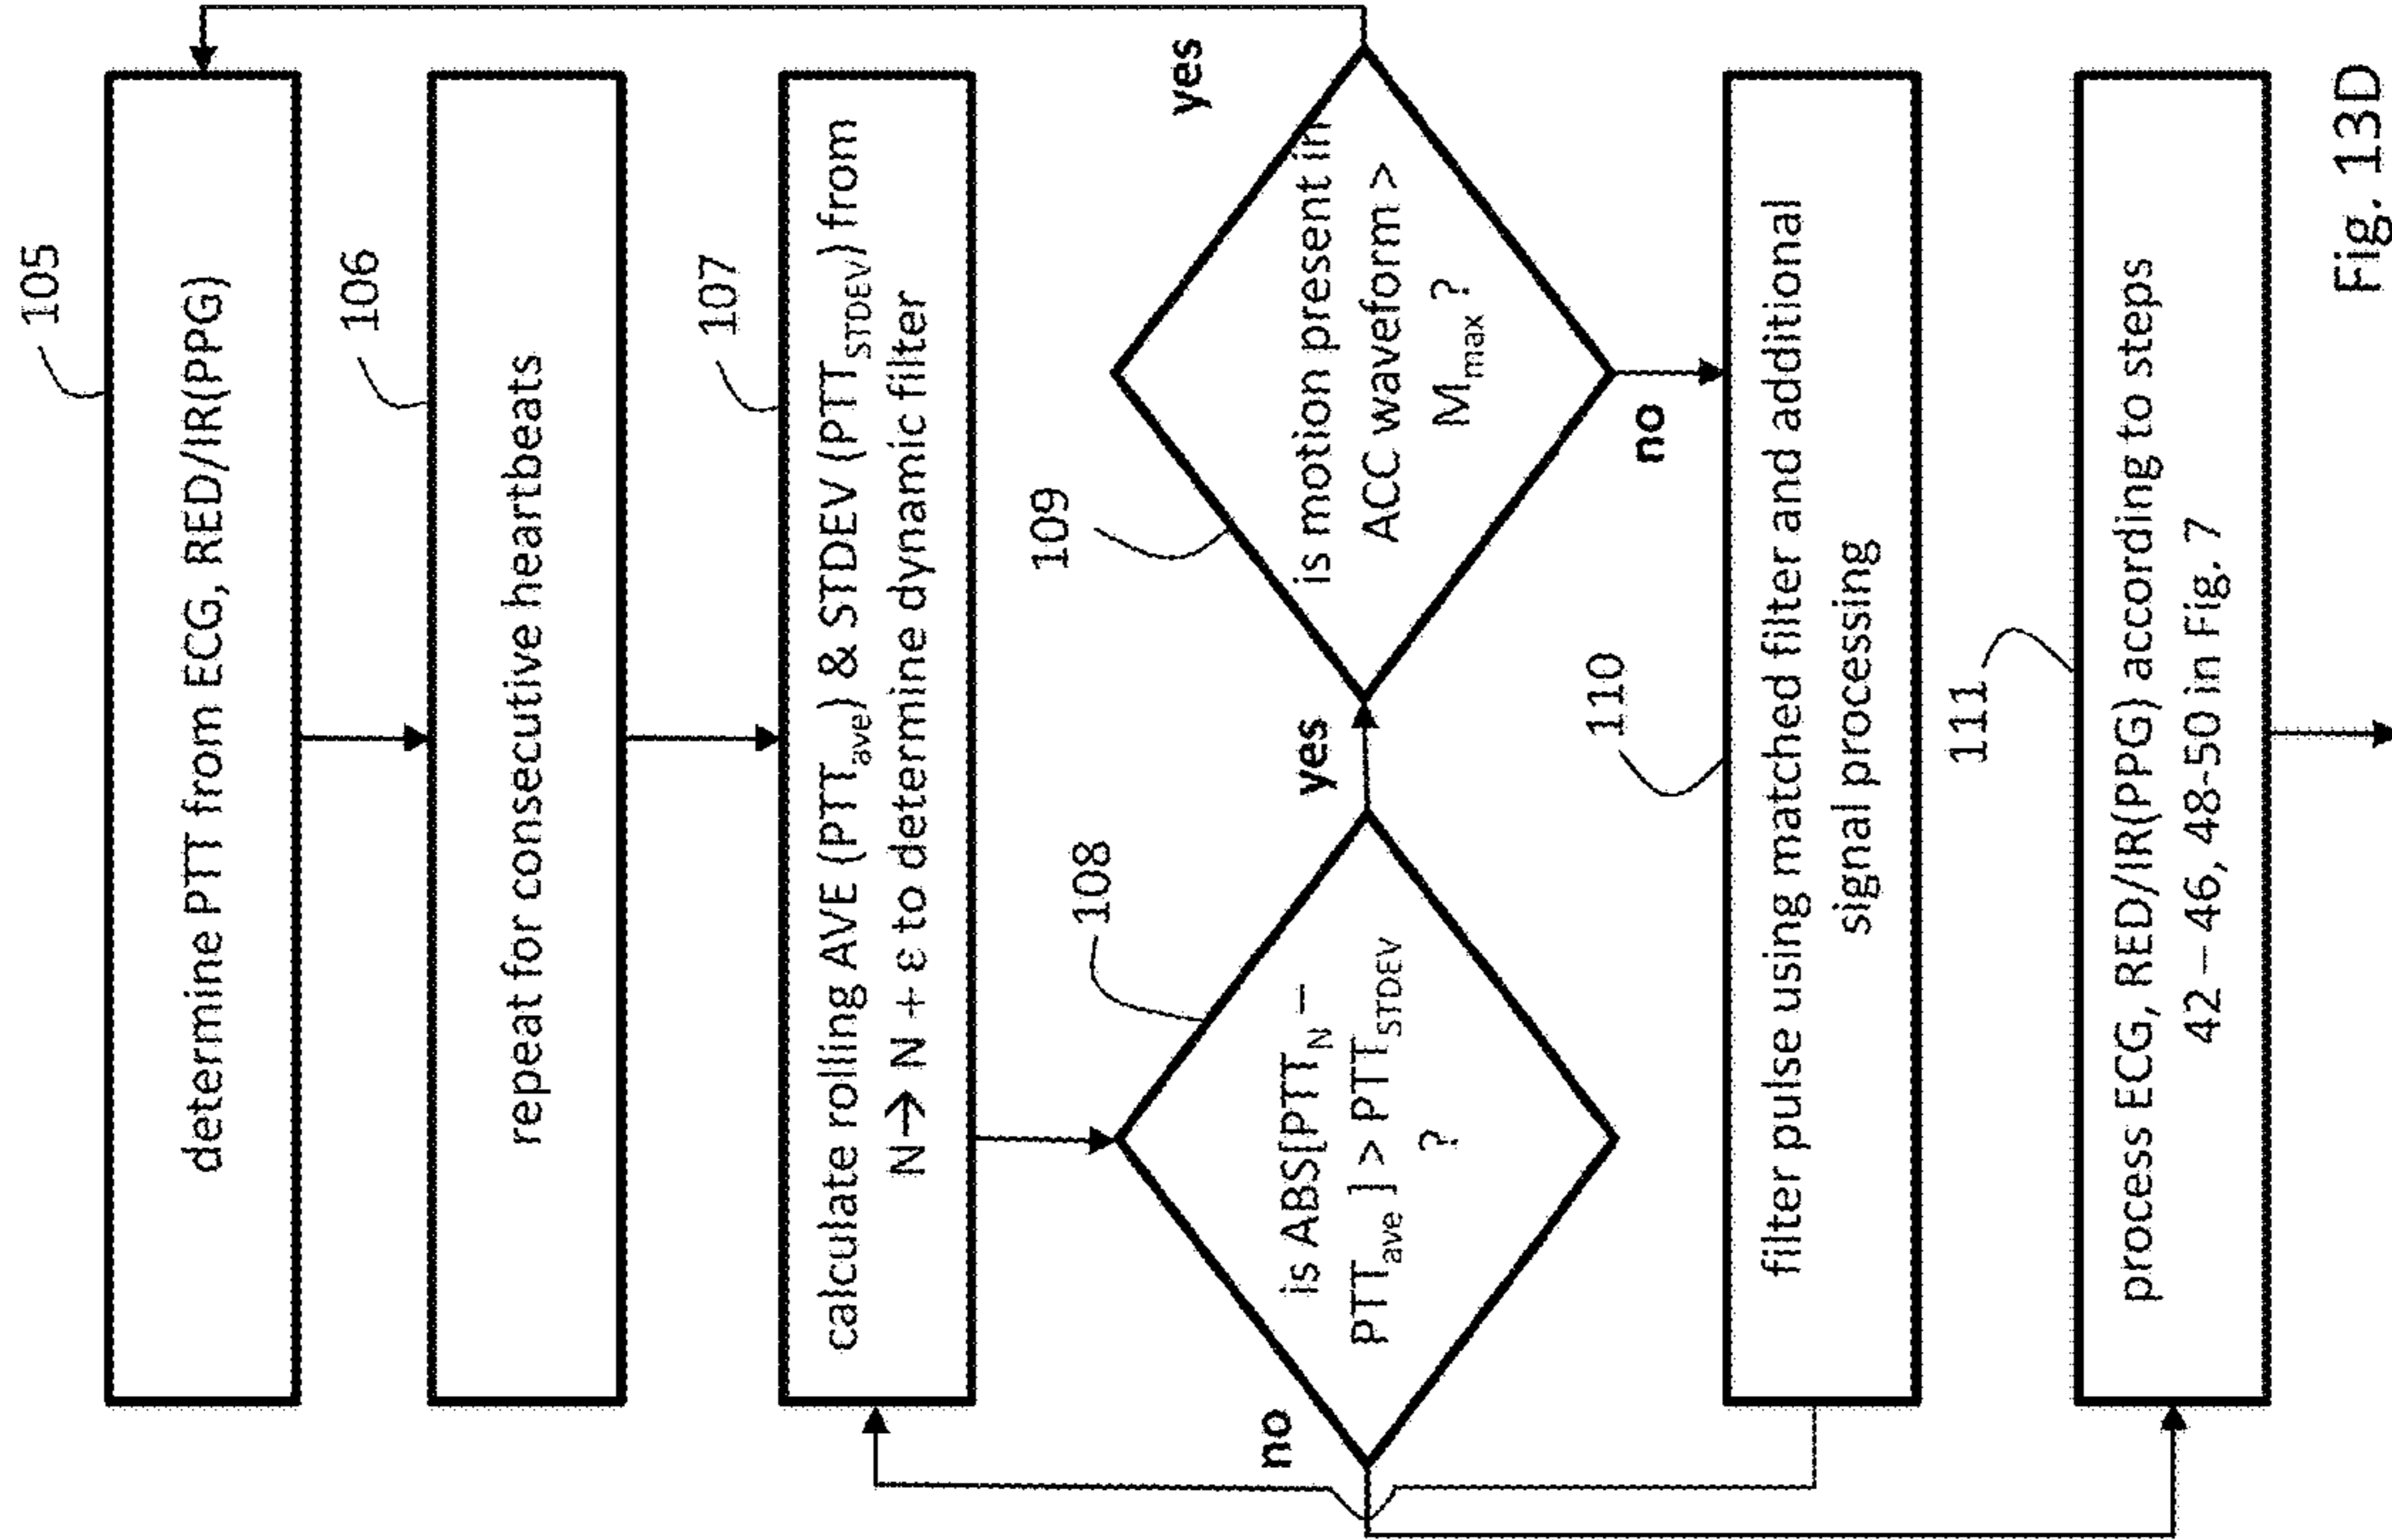 105
determine PTT from ECG, RED/IR(PPG)
106
repeat for consecutive heartbeats
107
calculate rolling AVE (PTTave) & STDEV (PTTSTDEV) from
N→ N + ε to determine dynamic filter
108
is ABS[PTTN –
PTTave ] > PTTSTDEV
?
no
yes
109
is motion present in
ACC waveform >
Mmax ?
yes
no
110
filter pulse using matched filter and additional
signal processing
111
process ECG, RED/IR(PPG) according to steps
42 – 46, 48-50 in Fig. 7
Fig. 13D